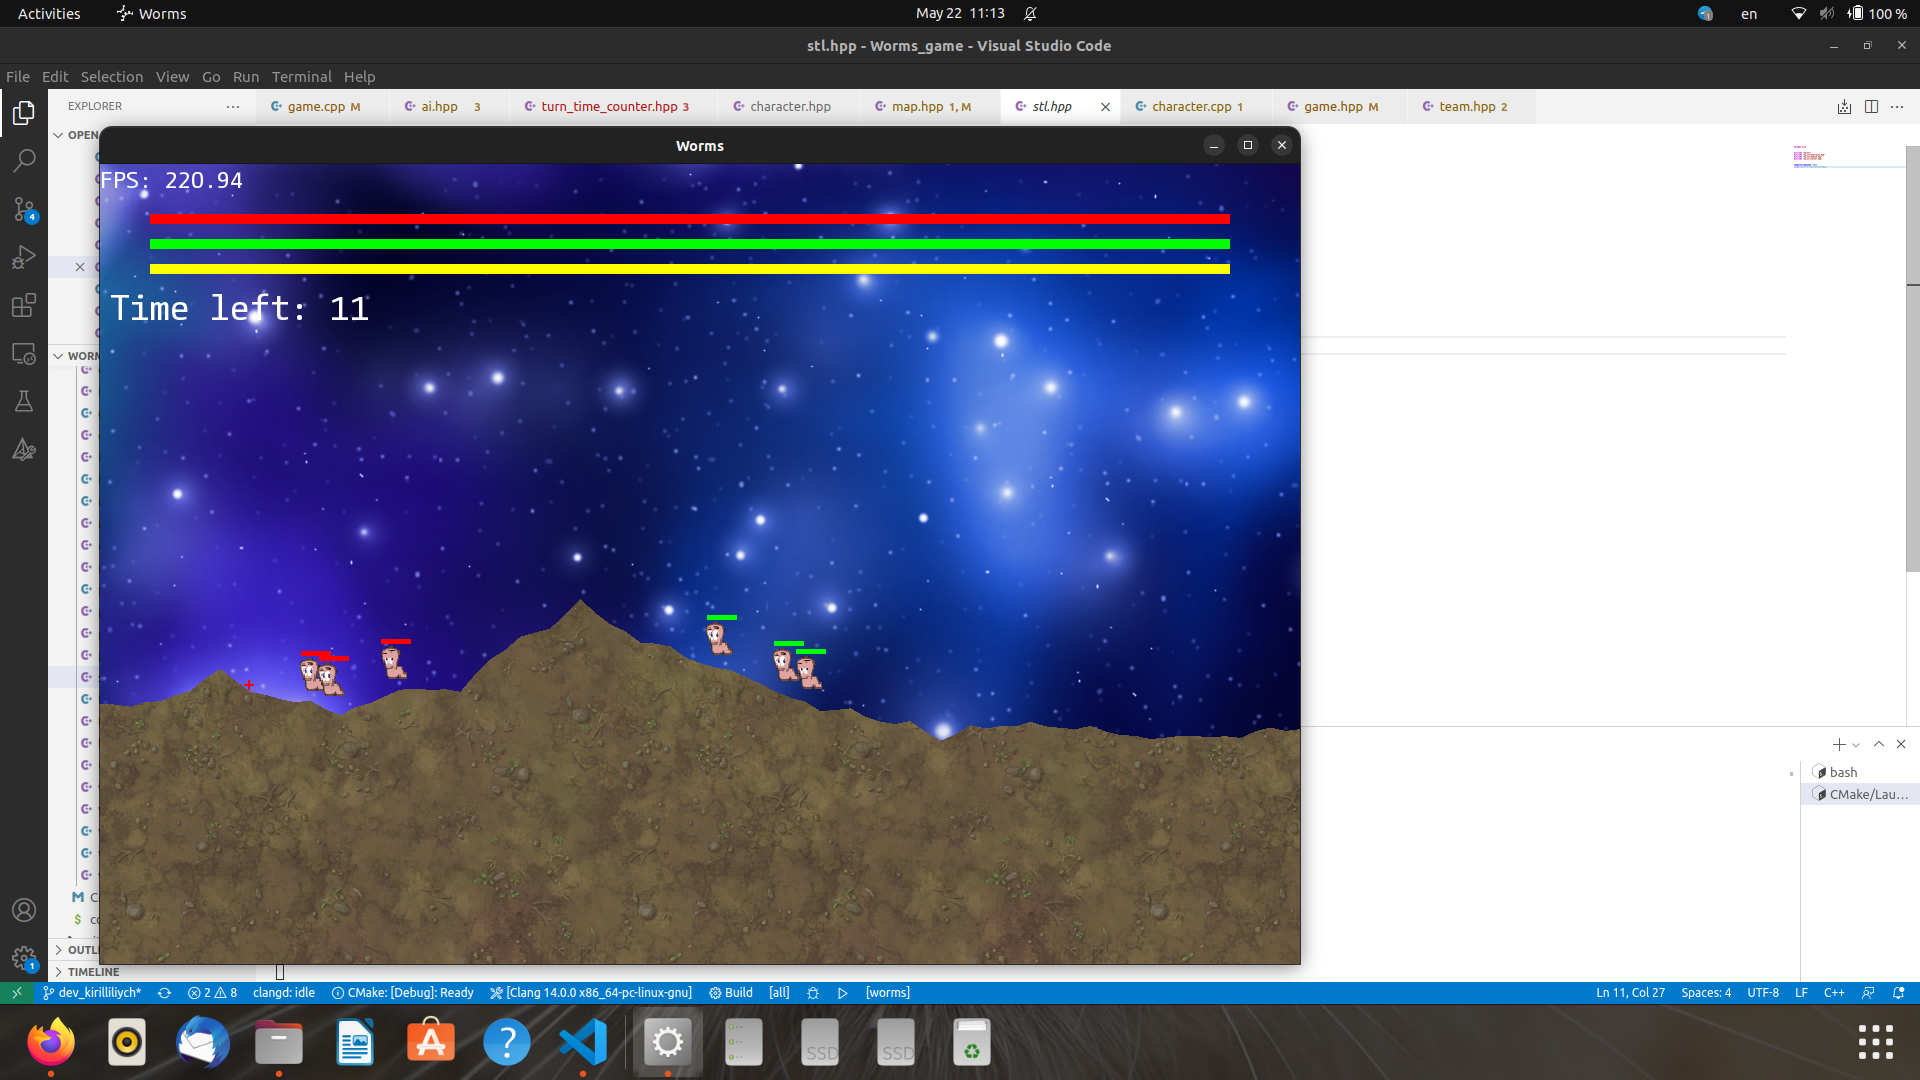 Activities Worms May 22 11:13 en 100 %
stl.hpp - Worms_game - Visual Studio Code
File Edit Selection View Go Run Terminal Help
EXPLORER ··· game.cpp M ai.hpp 3 turn_time_counter.hpp 3 character.hpp map.hpp 1, M stl.hpp character.cpp 1 game.hpp M team.hpp 2 ···
OPEN
Worms
FPS: 220.94
4
Time left: 11
WORM
bash
CMake/Lau...
M C
$ co
OUTL
1
TIMELINE
dev_kirilliliych* 2 8 clangd: idle CMake: [Debug]: Ready [Clang 14.0.0 x86_64-pc-linux-gnu] Build [all] [worms] Ln 11, Col 27 Spaces: 4 UTF-8 LF C++
A ? SSD SSD